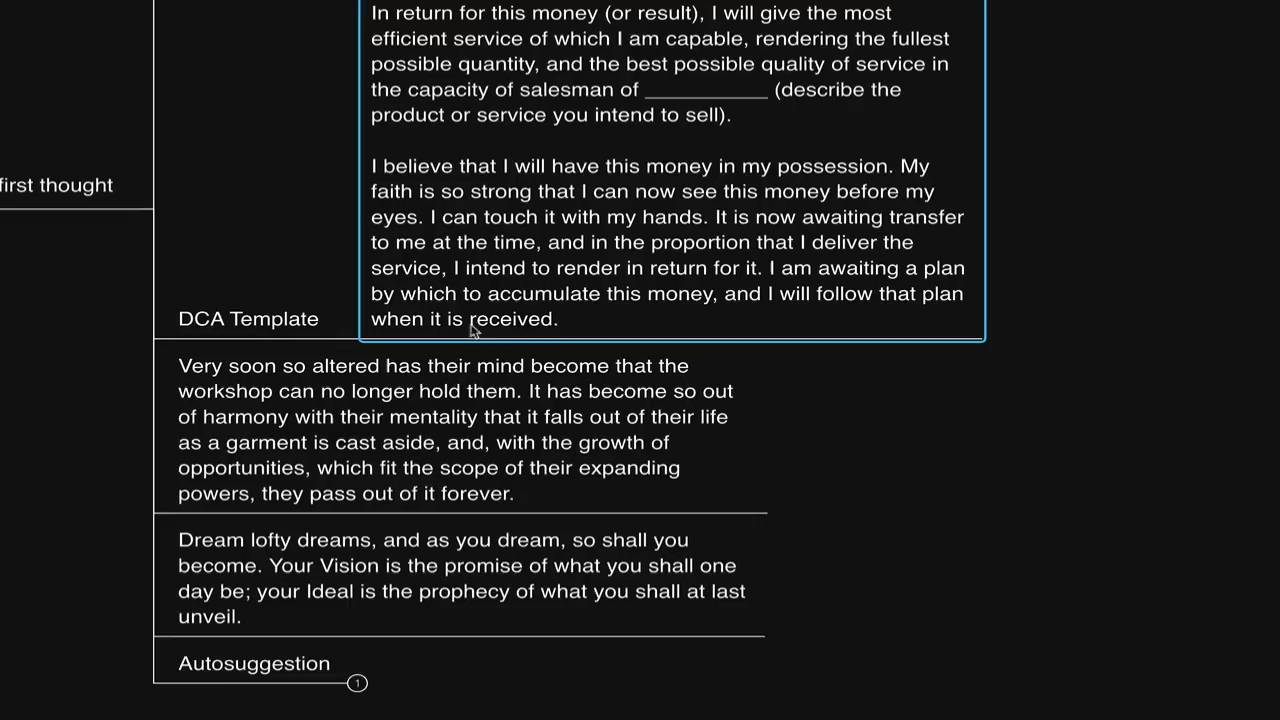 In return for this money (or result), I will give the most
efficient service of which I am capable, rendering the fullest
possible quantity, and the best possible quality of service in
the capacity of salesman of ___________ (describe the
product or service you intend to sell).
I believe that I will have this money in my possession. My
faith is so strong that I can now see this money before my
eyes. I can touch it with my hands. It is now awaiting transfer
to me at the time, and in the proportion that I deliver the
service, I intend to render in return for it. I am awaiting a plan
by which to accumulate this money, and I will follow that plan
when it is received.
first thought
DCA Template
Very soon so altered has their mind become that the
workshop can no longer hold them. It has become so out
of harmony with their mentality that it falls out of their life
as a garment is cast aside, and, with the growth of
opportunities, which fit the scope of their expanding
powers, they pass out of it forever.
Dream lofty dreams, and as you dream, so shall you
become. Your Vision is the promise of what you shall one
day be; your Ideal is the prophecy of what you shall at last
unveil.
Autosuggestion
1